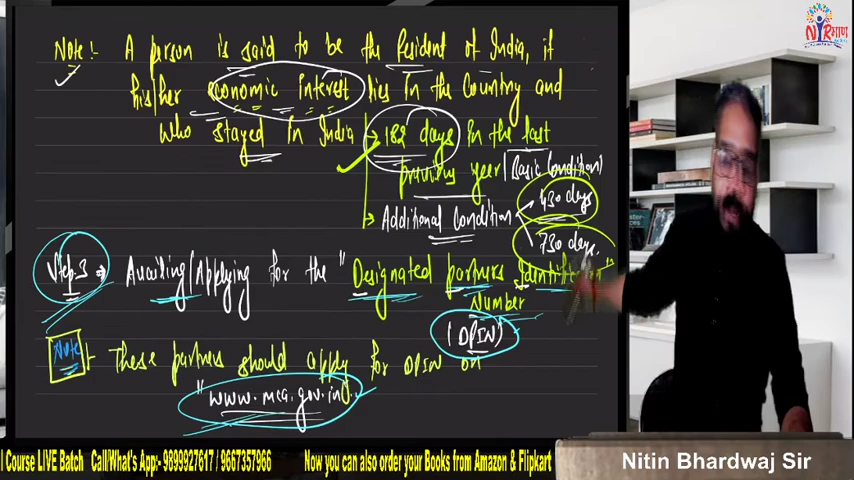 Note :- A person is said to be the Resident of India, if
his/her economic interest lies in the Country and
who stayed in India → 182 days in the last
previous year (Basic Condition)
→ Additional Condition 430 days
730 days.
Step 3 → Availing/Applying for the "Designated partners Identification"
Number
(DPIN)
Note :- These partners should apply for DPIN on
"www.mca.gov.in".
l Course LIVE Batch Call/What's App:- 9899927617 / 9667357966 Now you can also order your Books from Amazon & Flipkart
Nitin Bhardwaj Sir